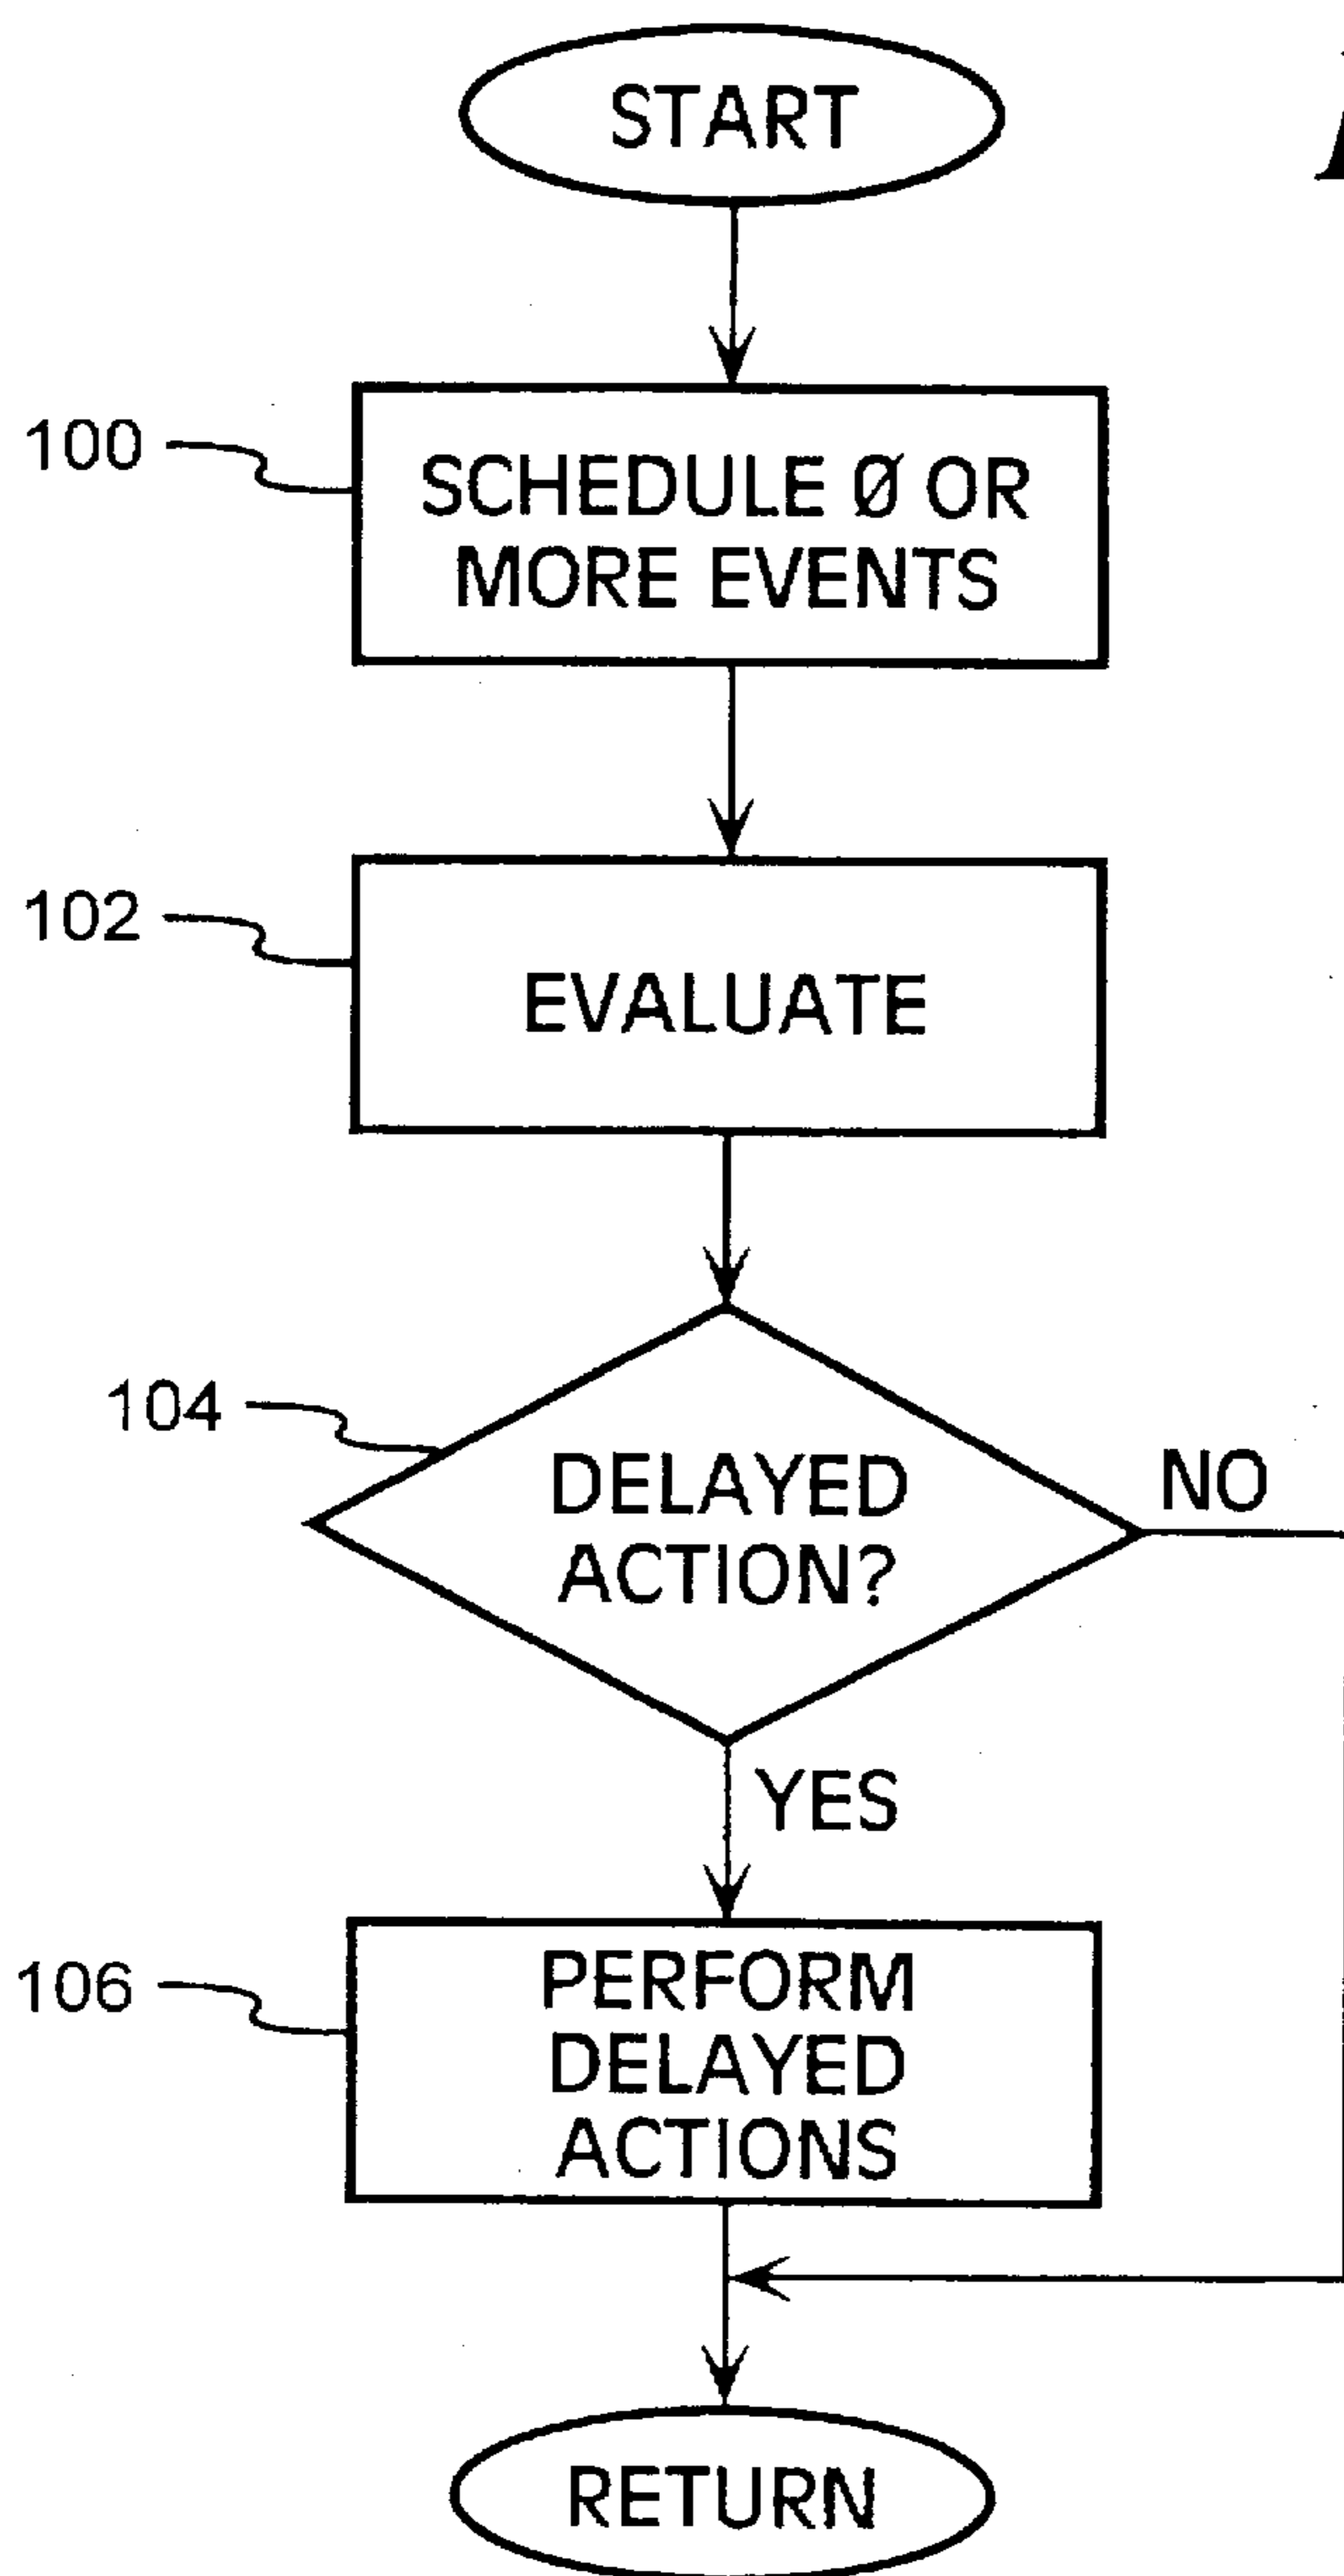 START
100
SCHEDULE Ø OR
MORE EVENTS
102
EVALUATE
104
DELAYED
ACTION?
NO
YES
106
PERFORM
DELAYED
ACTIONS
RETURN